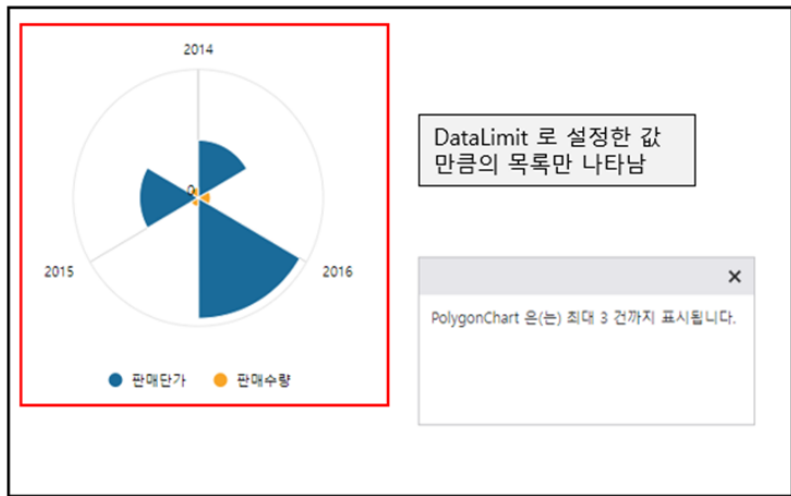 2014
0
2015
2016
판매단가 판매수량
DataLimit 로 설정한 값
만큼의 목록만 나타남
×
PolygonChart 은(는) 최대 3 건까지 표시됩니다.